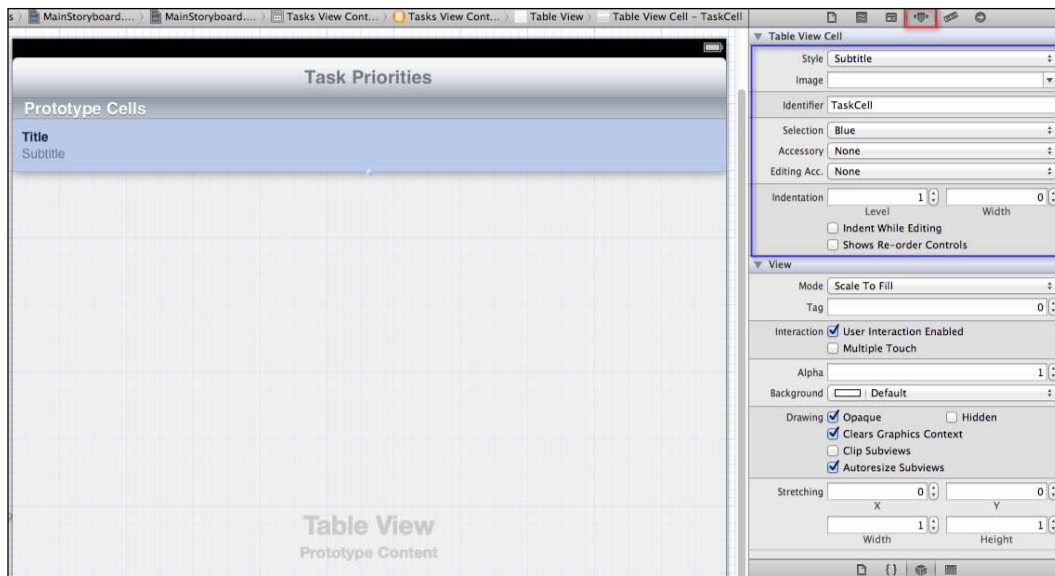 s
MainStoryboard....
MainStoryboard....
Tasks View Cont...
Tasks View Cont...
Table View
Table View Cell – TaskCell
Task Priorities
Prototype Cells
Title
Subtitle
Table View
Prototype Content
Table View Cell
Style Subtitle
Image
Identifier TaskCell
Selection Blue
Accessory None
Editing Acc. None
Indentation 1 0
Level Width
Indent While Editing
Shows Re-order Controls
View
Mode Scale To Fill
Tag 0
Interaction User Interaction Enabled
Multiple Touch
Alpha 1
Background Default
Drawing Opaque Hidden
Clears Graphics Context
Clip Subviews
Autoresize Subviews
Stretching 0 0
X Y
1 1
Width Height
{}